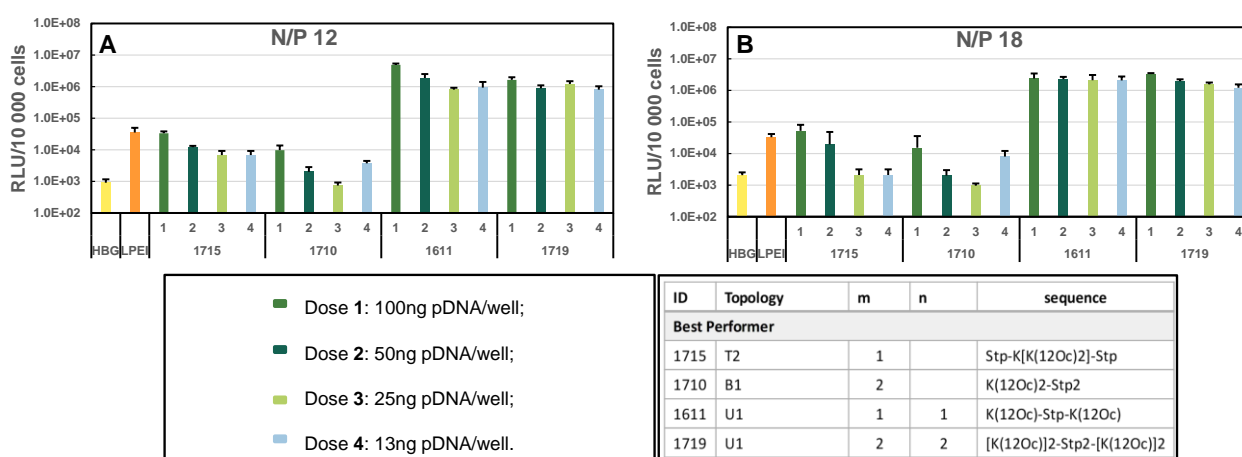 A
N/P 12
RLU/10 000 cells
1.0E+08
1.0E+07
1.0E+06
1.0E+05
1.0E+04
1.0E+03
1.0E+02
1 2 3 4 1 2 3 4 1 2 3 4 1 2 3 4
HBG LPEI 1715 1710 1611 1719
B
N/P 18
RLU/10 000 cells
1.0E+08
1.0E+07
1.0E+06
1.0E+05
1.0E+04
1.0E+03
1.0E+02
1 2 3 4 1 2 3 4 1 2 3 4 1 2 3 4
HBG LPEI 1715 1710 1611 1719
Dose 1: 100ng pDNA/well;
Dose 2: 50ng pDNA/well;
Dose 3: 25ng pDNA/well;
Dose 4: 13ng pDNA/well.
ID Topology m n sequence
Best Performer
1715 T2 1 Stp-K[K(12Oc)2]-Stp
1710 B1 2 K(12Oc)2-Stp2
1611 U1 1 1 K(12Oc)-Stp-K(12Oc)
1719 U1 2 2 [K(12Oc)]2-Stp2-[K(12Oc)]2